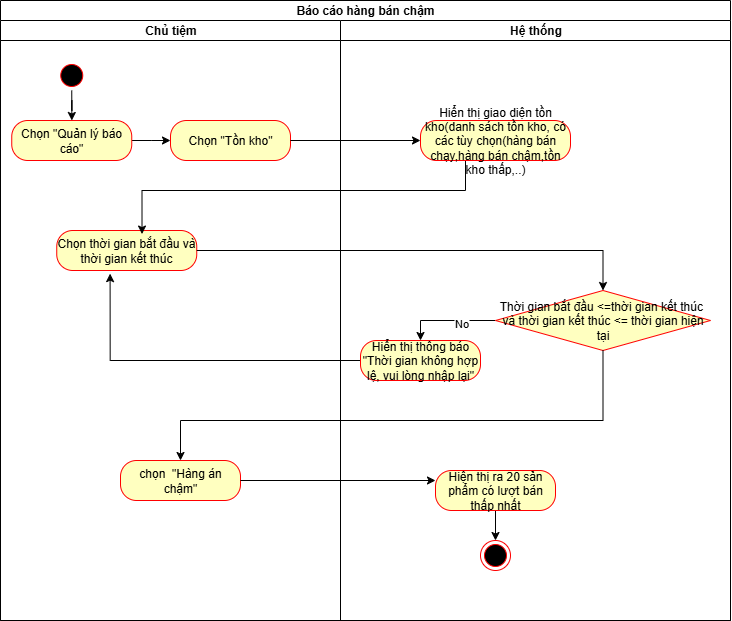 Báo cáo hàng bán chậm
Chủ tiệm
Hệ thống
Chọn "Quản lý báo
cáo"
Chọn "Tồn kho"
Hiển thị giao diện tồn
kho(danh sách tồn kho, có
các tùy chọn(hàng bán
chạy,hàng bán chậm,tồn
kho thấp,..)
Chọn thời gian bắt đầu và
thời gian kết thúc
Thời gian bắt đầu <=thời gian kết thúc
và thời gian kết thúc <= thời gian hiện
tại
No
Hiển thị thông báo
"Thời gian không hợp
lệ, vui lòng nhập lại"
chọn "Hàng án
chậm"
Hiện thị ra 20 sản
phẩm có lượt bán
thấp nhất